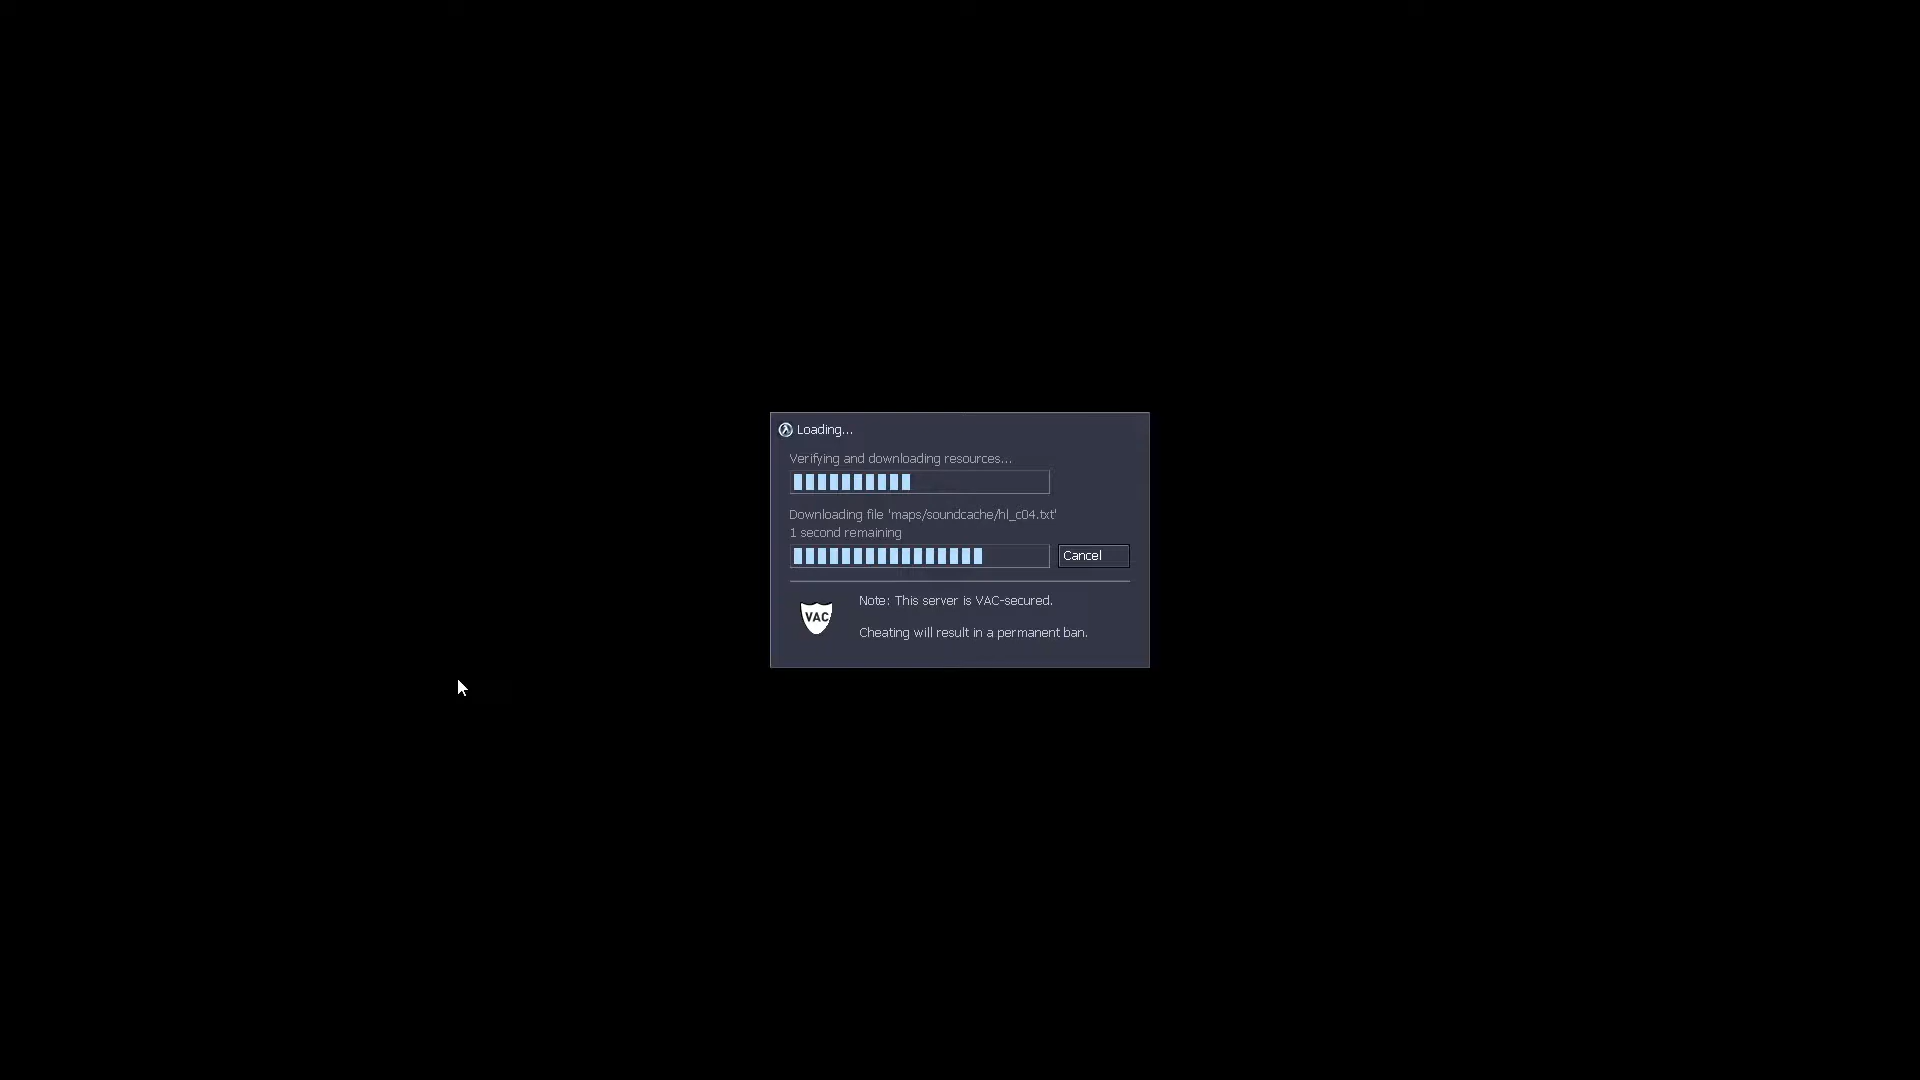 Loading...
Verifying and downloading resources...
Downloading file 'maps/soundcache/hl_c04.txt'
1 second remaining
Cancel
VAC
Note: This server is VAC-secured.
Cheating will result in a permanent ban.